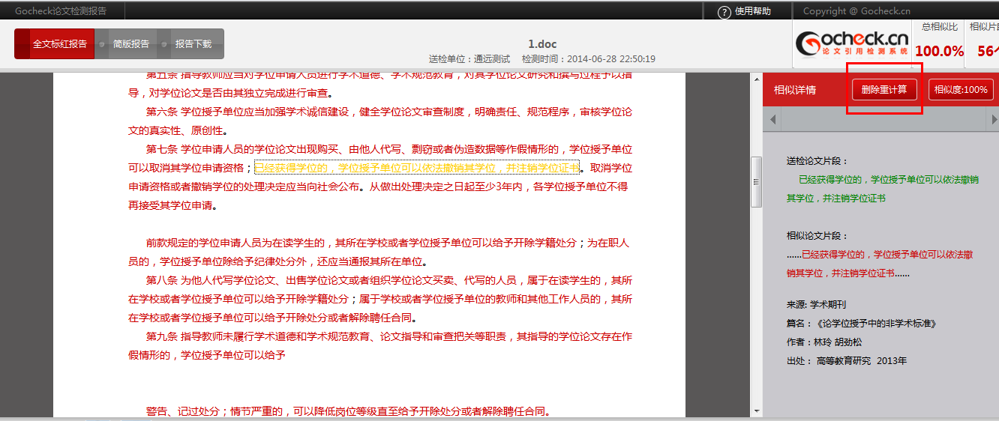 Gocheck论文检测报告
使用帮助
Copyright @ Gocheck.cn
全文标红报告
简版报告
报告下载
1.doc
送检单位：通远测试 检测时间：2014-06-28 22:50:19
Gocheck.cn
论文引用检测系统
总相似比
100.0%
相似片段
56个
第五条 指导教师应当对学位申请人员进行学术道德、学术规范教育，对其学位论文研究和撰写过程予以指
导，对学位论文是否由其独立完成进行审查。
第六条 学位授予单位应当加强学术诚信建设，健全学位论文审查制度，明确责任、规范程序，审核学位论
文的真实性、原创性。
第七条 学位申请人员的学位论文出现购买、由他人代写、剽窃或者伪造数据等作假情形的，学位授予单位
可以取消其学位申请资格；已经获得学位的，学位授予单位可以依法撤销其学位，并注销学位证书。取消学位
申请资格或者撤销学位的处理决定应当向社会公布。从做出处理决定之日起至少3年内，各学位授予单位不得
再接受其学位申请。
前款规定的学位申请人员为在读学生的，其所在学校或者学位授予单位可以给予开除学籍处分；为在职人
员的，学位授予单位除给予纪律处分外，还应当通报其所在单位。
第八条 为他人代写学位论文、出售学位论文或者组织学位论文买卖、代写的人员，属于在读学生的，其所
在学校或者学位授予单位可以给予开除学籍处分；属于学校或者学位授予单位的教师和其他工作人员的，其所
在学校或者学位授予单位可以给予开除处分或者解除聘任合同。
第九条 指导教师未履行学术道德和学术规范教育、论文指导和审查把关等职责，其指导的学位论文存在作
假情形的，学位授予单位可以给予
警告、记过处分；情节严重的，可以降低岗位等级直至给予开除处分或者解除聘任合同。
相似详情
删除重计算
相似度:100%
送检论文片段：
已经获得学位的，学位授予单位可以依法撤销
其学位，并注销学位证书
相似论文片段：
......已经获得学位的，学位授予单位可以依法撤
销其学位，并注销学位证书......
来源: 学术期刊
篇名：《论学位授予中的非学术标准》
作者：林玲 胡劲松
出处： 高等教育研究 2013年